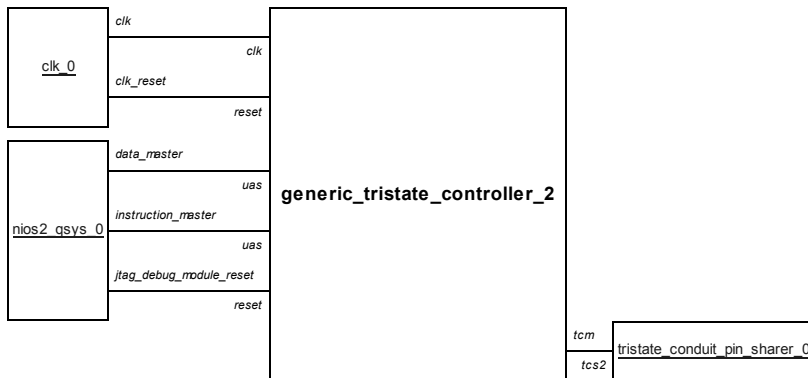 clk
clk
clk_0
clk_reset
reset
data_master
uas
generic_tristate_controller_2
instruction_master
nios2_qsys_0
uas
jtag_debug_module_reset
reset
tcm
tristate_conduit_pin_sharer_0
tcs2